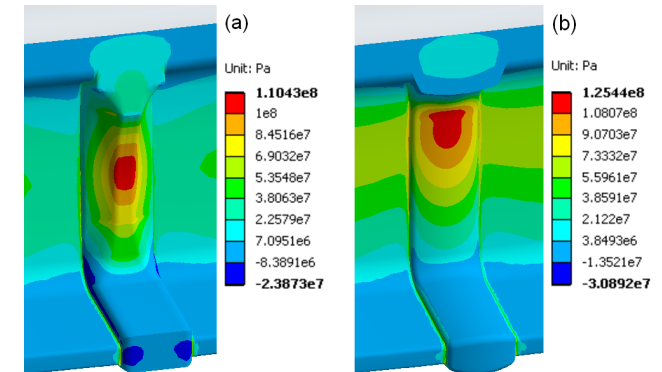 (a)
Unit: Pa
1.1043e8
1e8
8.4516e7
6.9032e7
5.3548e7
3.8063e7
2.2579e7
7.0951e6
-8.3891e6
-2.3873e7
(b)
Unit: Pa
1.2544e8
1.0807e8
9.0703e7
7.3332e7
5.5961e7
3.8591e7
2.122e7
3.8493e6
-1.3521e7
-3.0892e7